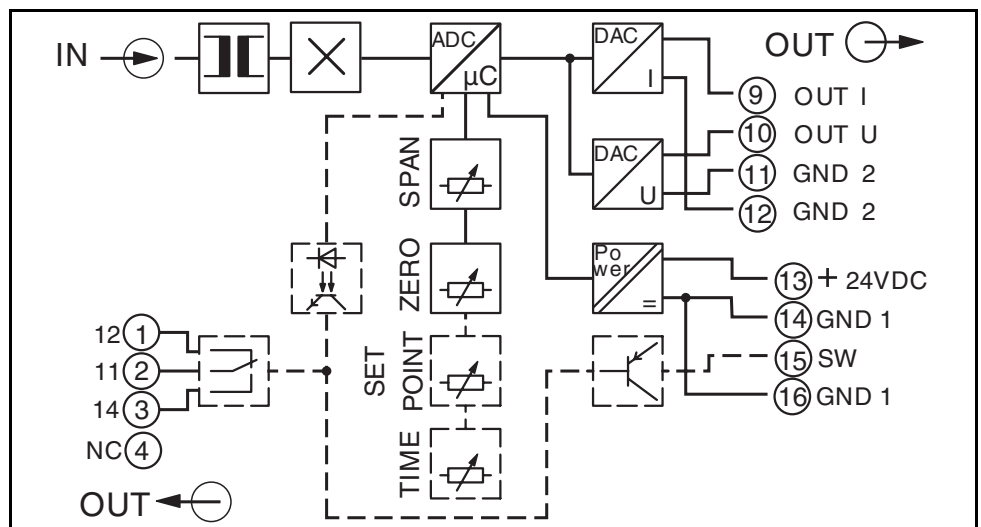 IN
ADC
µC
DAC
I
OUT
9 OUT I
10 OUT U
11 GND 2
12 GND 2
DAC
U
SPAN
ZERO
SET
POINT
TIME
Po
wer
=
13 + 24VDC
14 GND 1
15 SW
16 GND 1
12 1
11 2
14 3
NC 4
OUT